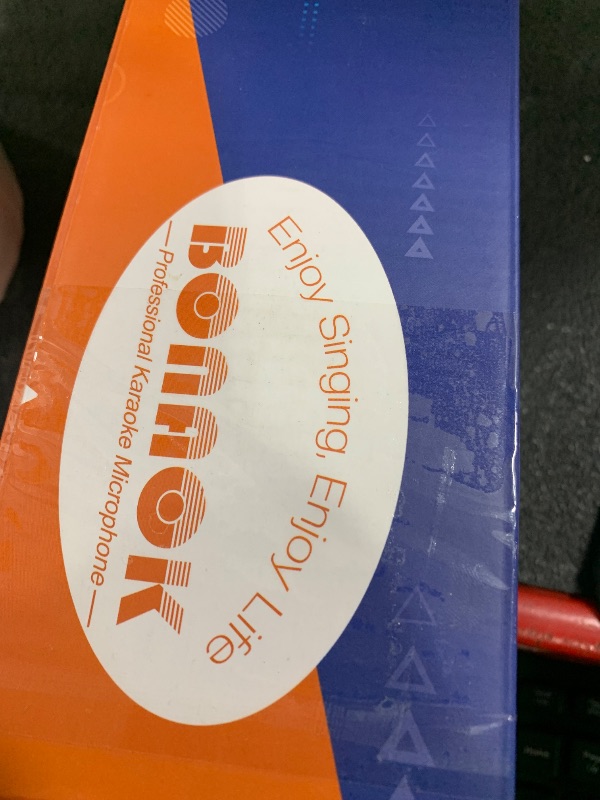 Enjoy Singing, Enjoy Life
BONAOK
—Professional Karaoke Microphone—